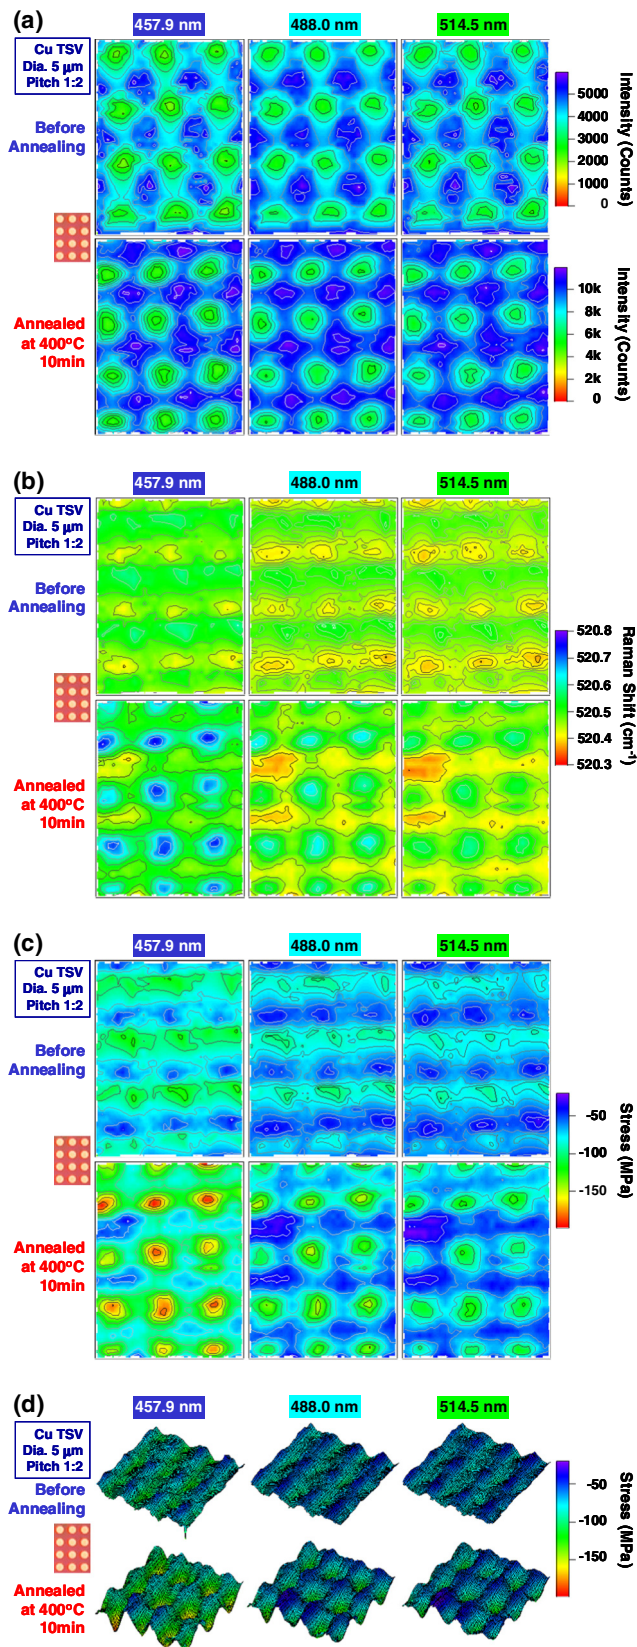 (a)
457.9 nm
488.0 nm
514.5 nm
Cu TSV
Dia. 5 μm
Pitch 1:2
Before
Annealing
5000
4000
3000
2000
1000
0
Intensity (Counts)
Annealed
at 400ºC
10min
10k
8k
6k
4k
2k
0
Intensity (Counts)
(b)
457.9 nm
488.0 nm
514.5 nm
Cu TSV
Dia. 5 μm
Pitch 1:2
Before
Annealing
Annealed
at 400ºC
10min
520.8
520.7
520.6
520.5
520.4
520.3
Raman Shift (cm⁻¹)
(c)
457.9 nm
488.0 nm
514.5 nm
Cu TSV
Dia. 5 μm
Pitch 1:2
Before
Annealing
Annealed
at 400ºC
10min
-50
-100
-150
Stress (MPa)
(d)
457.9 nm
488.0 nm
514.5 nm
Cu TSV
Dia. 5 μm
Pitch 1:2
Before
Annealing
Annealed
at 400ºC
10min
-50
-100
-150
Stress (MPa)